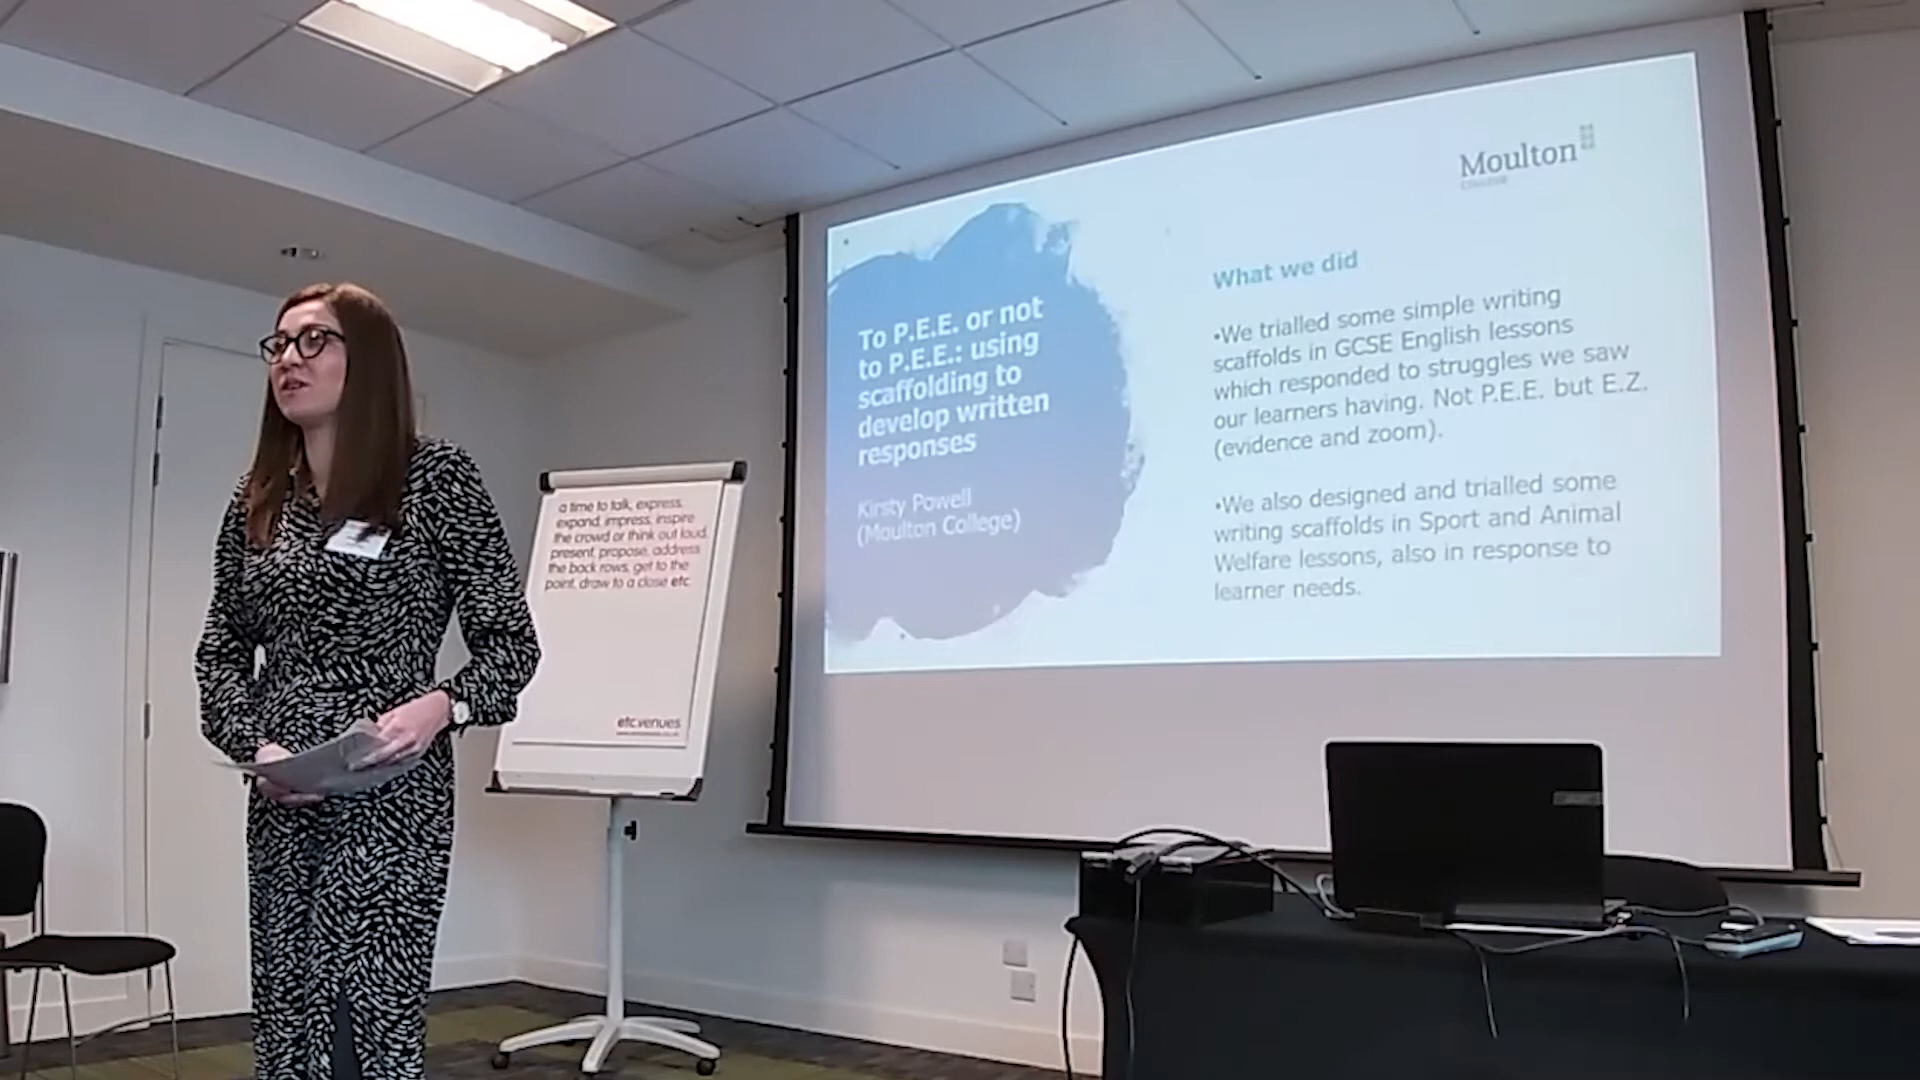 a time to talk, express,
expand, impress, inspire
the crowd or think out loud,
present, propose, address
the back rows, get to the
point, draw to a close etc
etc.venues
To P.E.E. or not
to P.E.E.: using
scaffolding to
develop written
responses
Kirsty Powell
(Moulton College)
Moulton
COLLEGE
What we did
•We trialled some simple writing
scaffolds in GCSE English lessons
which responded to struggles we saw
our learners having. Not P.E.E. but E.Z.
(evidence and zoom).
•We also designed and trialled some
writing scaffolds in Sport and Animal
Welfare lessons, also in response to
learner needs.